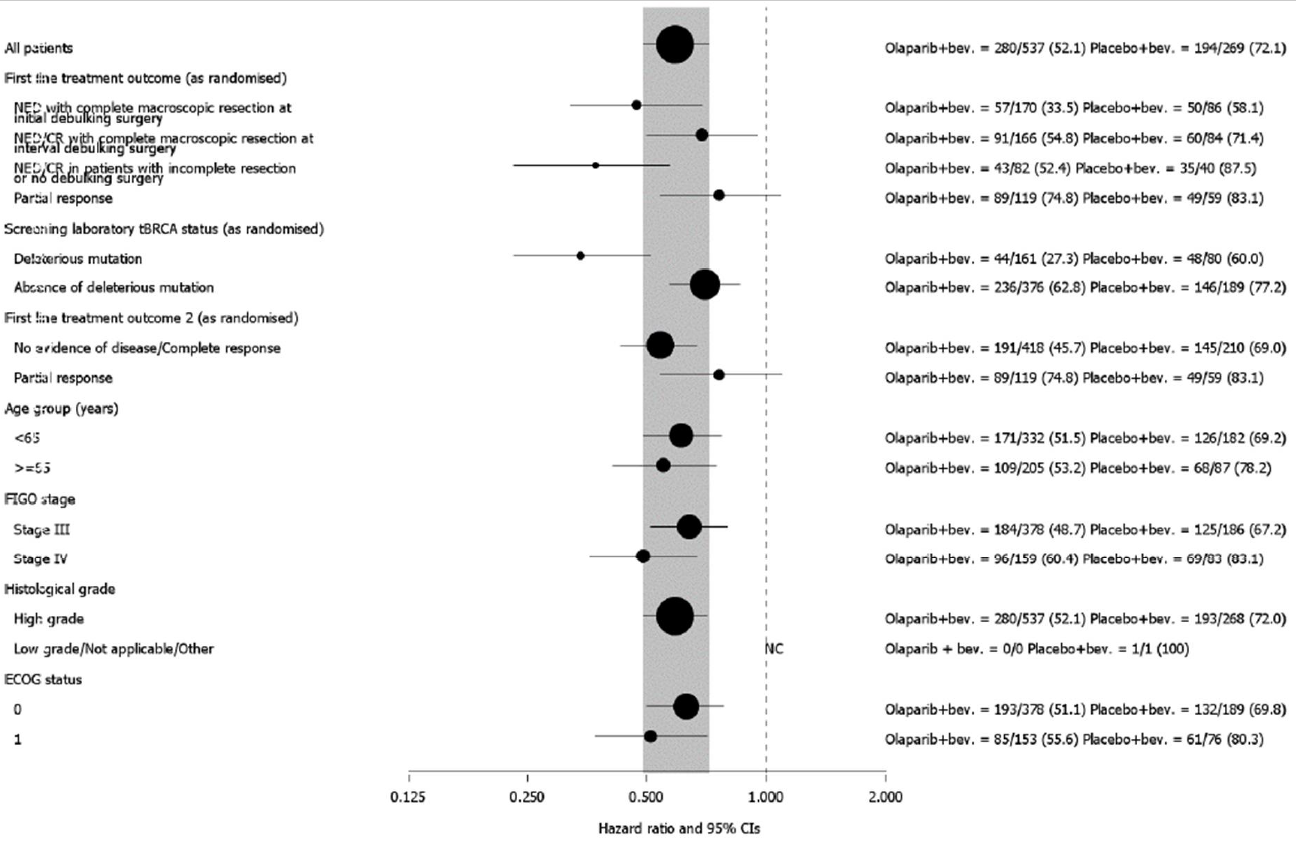 All patients Olaparib+bev. = 280/537 (52.1) Placebo+bev. = 194/269 (72.1)
First line treatment outcome (as randomised)
NED with complete macroscopic resection at Olaparib+bev. = 57/170 (33.5) Placebo+bev. = 50/86 (58.1)
initial debulking surgery
NED/CR with complete macroscopic resection at Olaparib+bev. = 91/166 (54.8) Placebo+bev. = 60/84 (71.4)
interval debulking surgery
NED/CR in patients with incomplete resection Olaparib+bev. = 43/82 (52.4) Placebo+bev. = 35/40 (87.5)
or no debulking surgery
Partial response Olaparib+bev. = 89/119 (74.8) Placebo+bev. = 49/59 (83.1)
Screening laboratory tBRCA status (as randomised)
Deleterious mutation Olaparib+bev. = 44/161 (27.3) Placebo+bev. = 48/80 (60.0)
Absence of deleterious mutation Olaparib+bev. = 236/376 (62.8) Placebo+bev. = 146/189 (77.2)
First line treatment outcome 2 (as randomised)
No evidence of disease/Complete response Olaparib+bev. = 191/418 (45.7) Placebo+bev. = 145/210 (69.0)
Partial response Olaparib+bev. = 89/119 (74.8) Placebo+bev. = 49/59 (83.1)
Age group (years)
<65 Olaparib+bev. = 171/332 (51.5) Placebo+bev. = 126/182 (69.2)
>=65 Olaparib+bev. = 109/205 (53.2) Placebo+bev. = 68/87 (78.2)
FIGO stage
Stage III Olaparib+bev. = 184/378 (48.7) Placebo+bev. = 125/186 (67.2)
Stage IV Olaparib+bev. = 96/159 (60.4) Placebo+bev. = 69/83 (83.1)
Histological grade
High grade Olaparib+bev. = 280/537 (52.1) Placebo+bev. = 193/268 (72.0)
Low grade/Not applicable/Other NC Olaparib + bev. = 0/0 Placebo+bev. = 1/1 (100)
ECOG status
0 Olaparib+bev. = 193/378 (51.1) Placebo+bev. = 132/189 (69.8)
1 Olaparib+bev. = 85/153 (55.6) Placebo+bev. = 61/76 (80.3)
0.125 0.250 0.500 1.000 2.000
Hazard ratio and 95% CIs